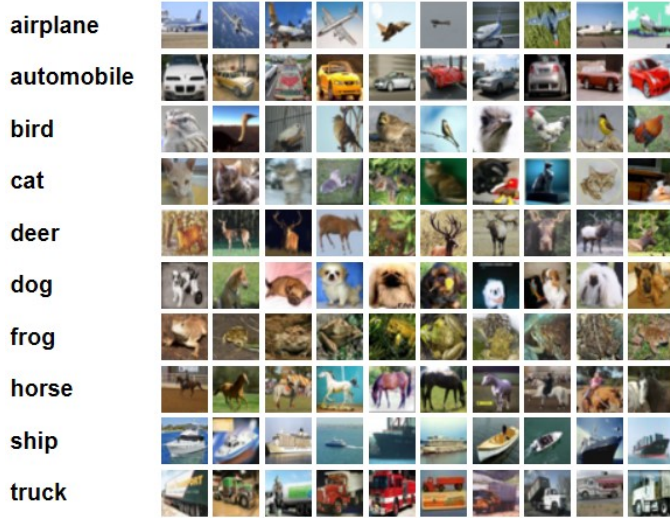 airplane
automobile
bird
cat
deer
dog
frog
horse
ship
truck